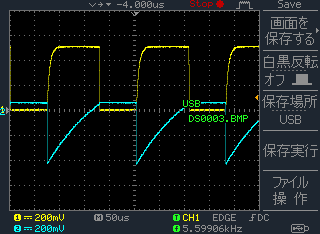 -4.000us Stop Save
画面を
保存する
白黒反転
オフ
保存場所
USB
USB
DS0003.BMP
保存実行
ファイル
操 作
1 200mV M 50us T CH1 EDGE DC
2 200mV f 5.59906kHz